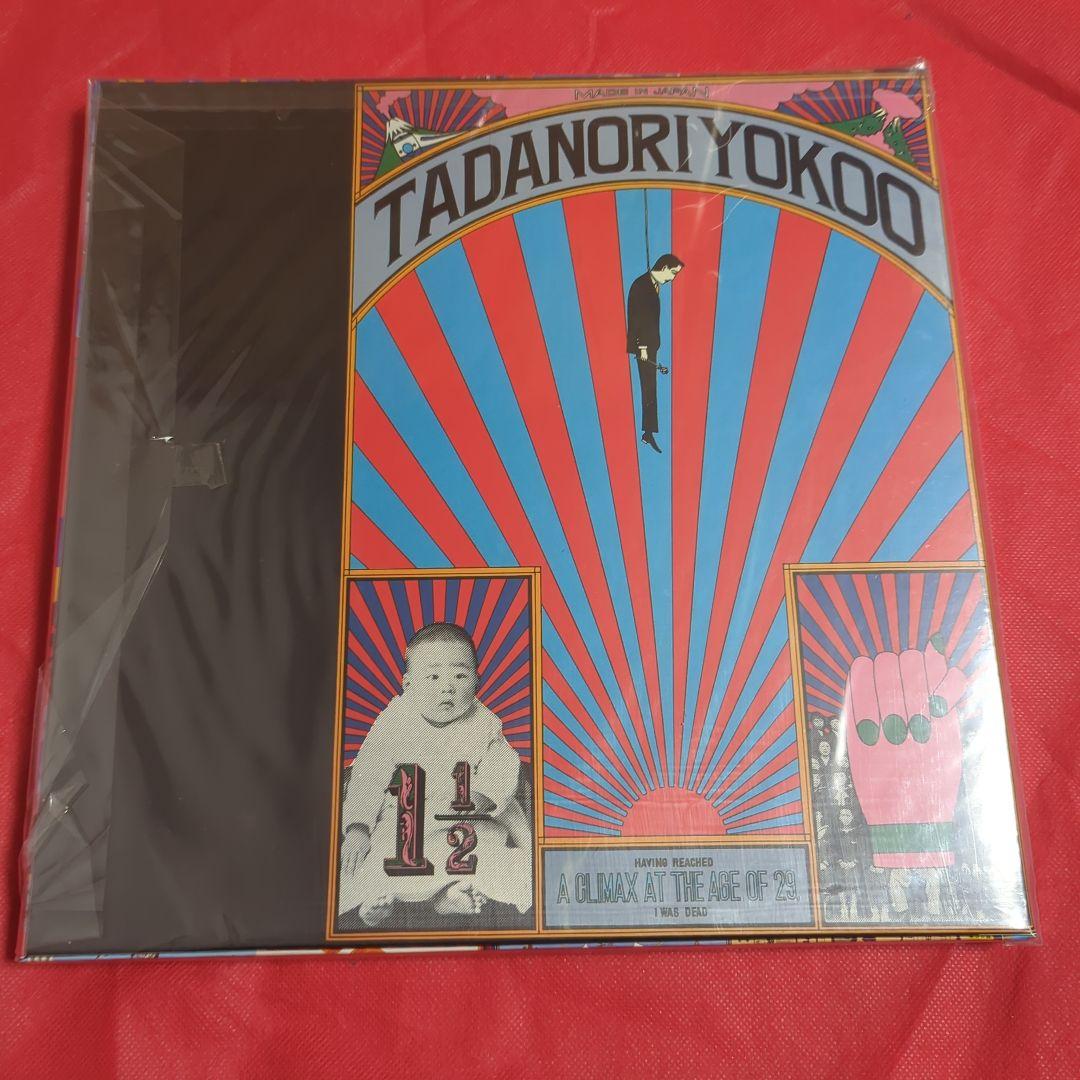 MADE IN JAPAN
TADANORI YOKOO
1 1/2
HAVING REACHED
A CLIMAX AT THE AGE OF 29,
I WAS DEAD